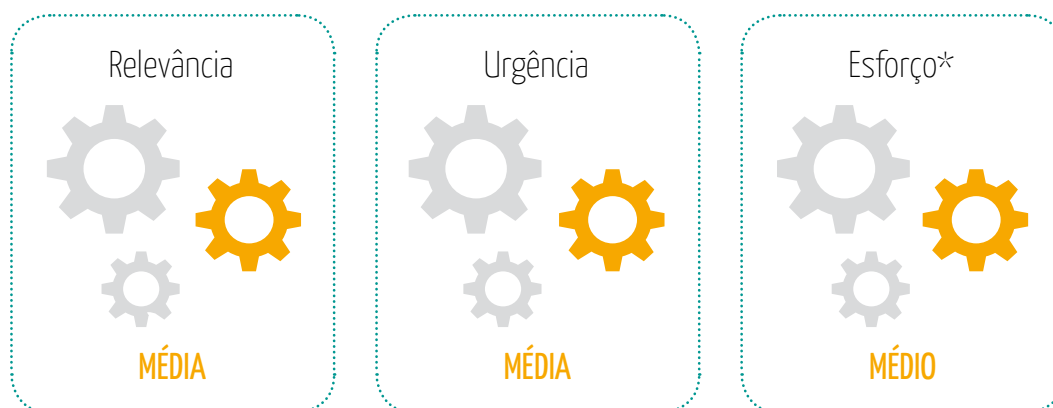 Relevância
MÉDIA
Urgência
MÉDIA
Esforço*
MÉDIO